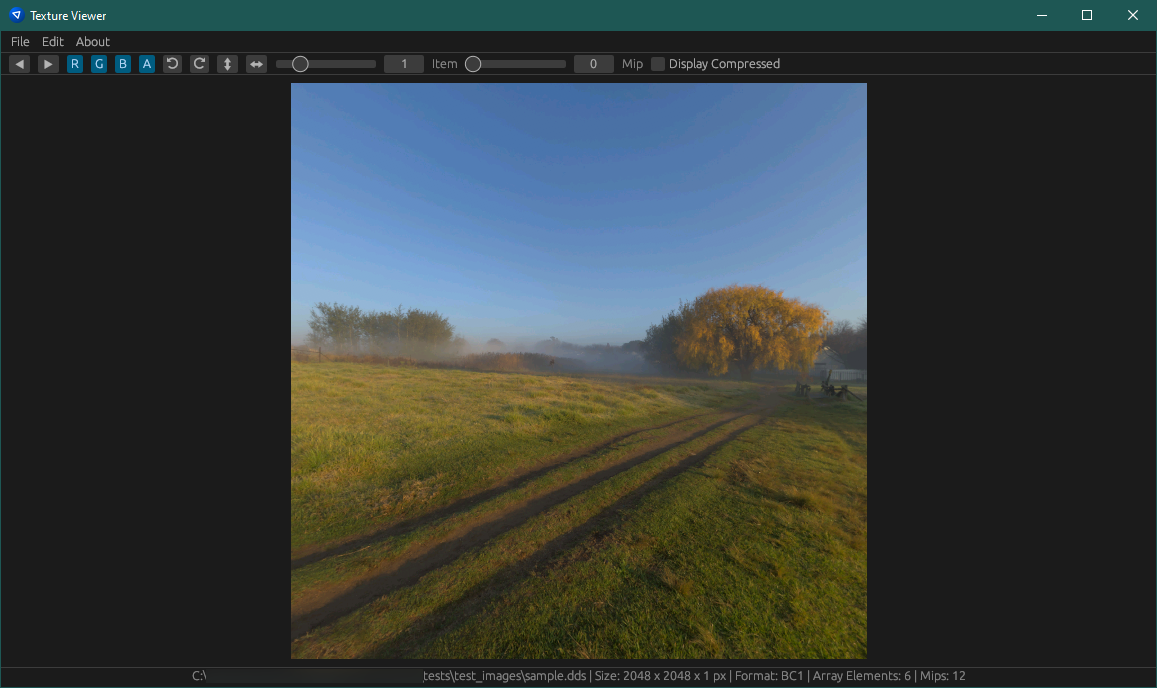 Texture Viewer
File Edit About
R G B A 1 Item 0 Mip Display Compressed
C:\ tests\test_images\sample.dds | Size: 2048 x 2048 x 1 px | Format: BC1 | Array Elements: 6 | Mips: 12